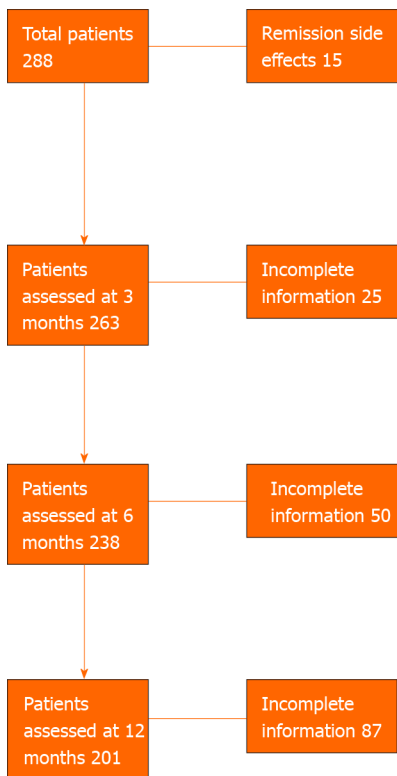 Total patients
288
Remission side
effects 15
Patients
assessed at 3
months 263
Incomplete
information 25
Patients
assessed at 6
months 238
Incomplete
information 50
Patients
assessed at 12
months 201
Incomplete
information 87